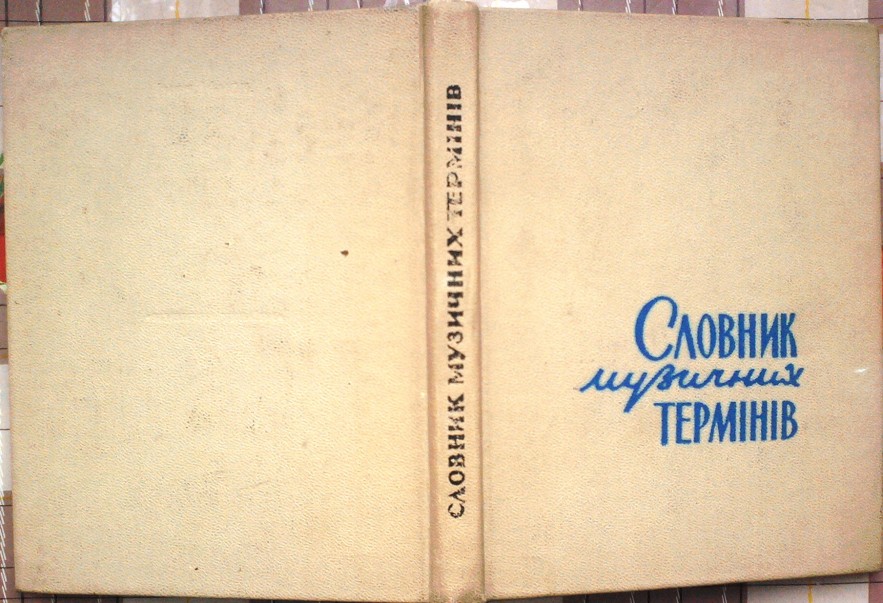 СЛОВНИК МУЗИЧНИХ ТЕРМІНІВ
СЛОВНИК
музичних
ТЕРМІНІВ